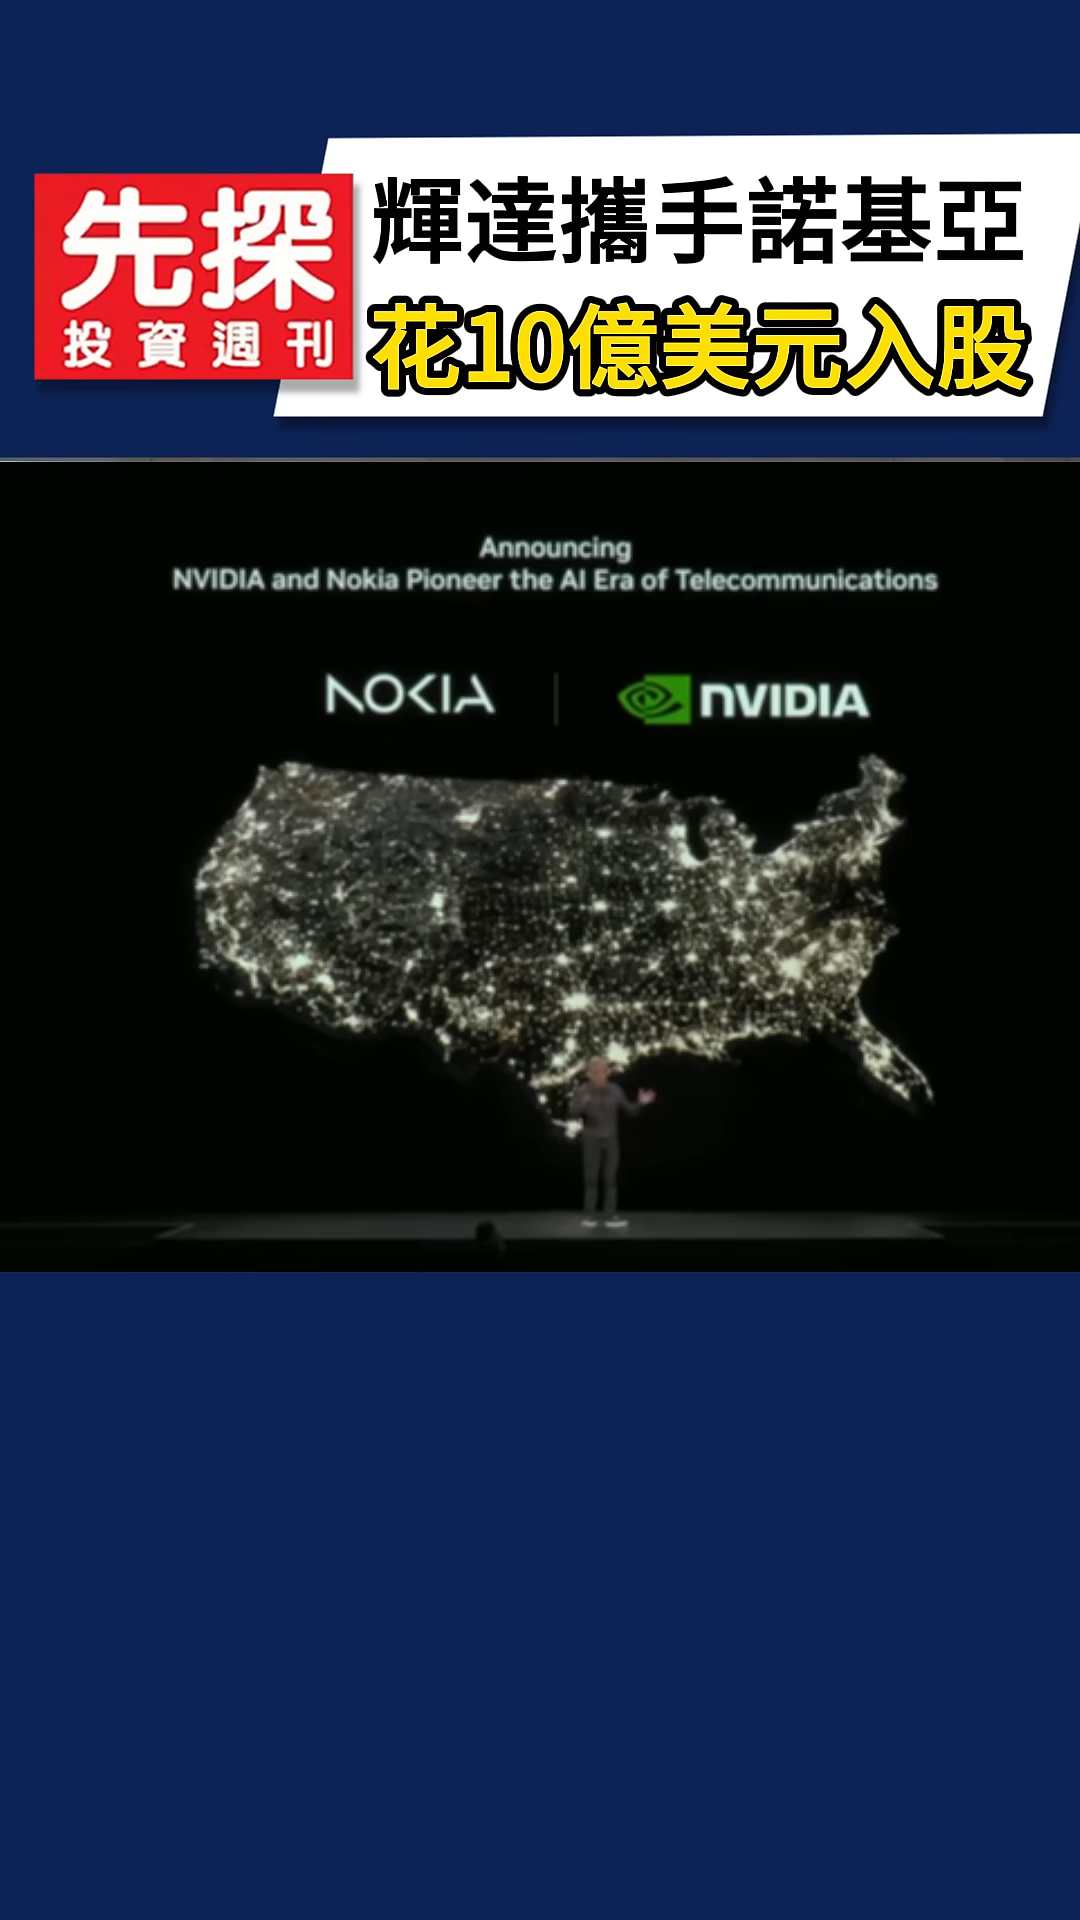 先探
投資週刊
輝達攜手諾基亞
花10億美元入股
Announcing
NVIDIA and Nokia Pioneer the AI Era of Telecommunications
NOKIA
NVIDIA